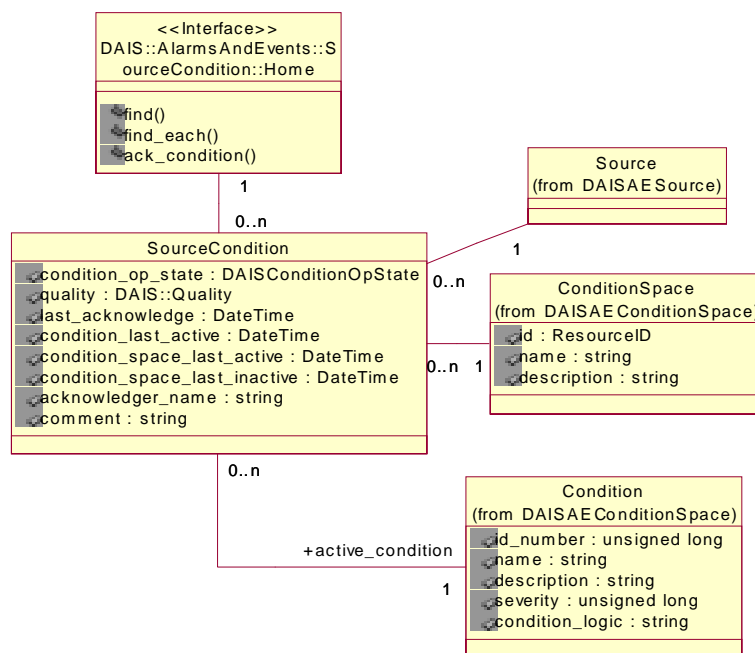 <<Interface>>
DAIS::AlarmsAndEvents::S
ourceCondition::Home
find()
find_each()
ack_condition()
1
0..n
Source
(from DAISAESource)
1
0..n
SourceCondition
condition_op_state : DAISConditionOpState
quality : DAIS::Quality
last_acknowledge : DateTime
condition_last_active : DateTime
condition_space_last_active : DateTime
condition_space_last_inactive : DateTime
acknowledger_name : string
comment : string
ConditionSpace
(from DAISAEConditionSpace)
id : ResourceID
name : string
description : string
0..n
1
0..n
+active_condition
1
Condition
(from DAISAEConditionSpace)
id_number : unsigned long
name : string
description : string
severity : unsigned long
condition_logic : string